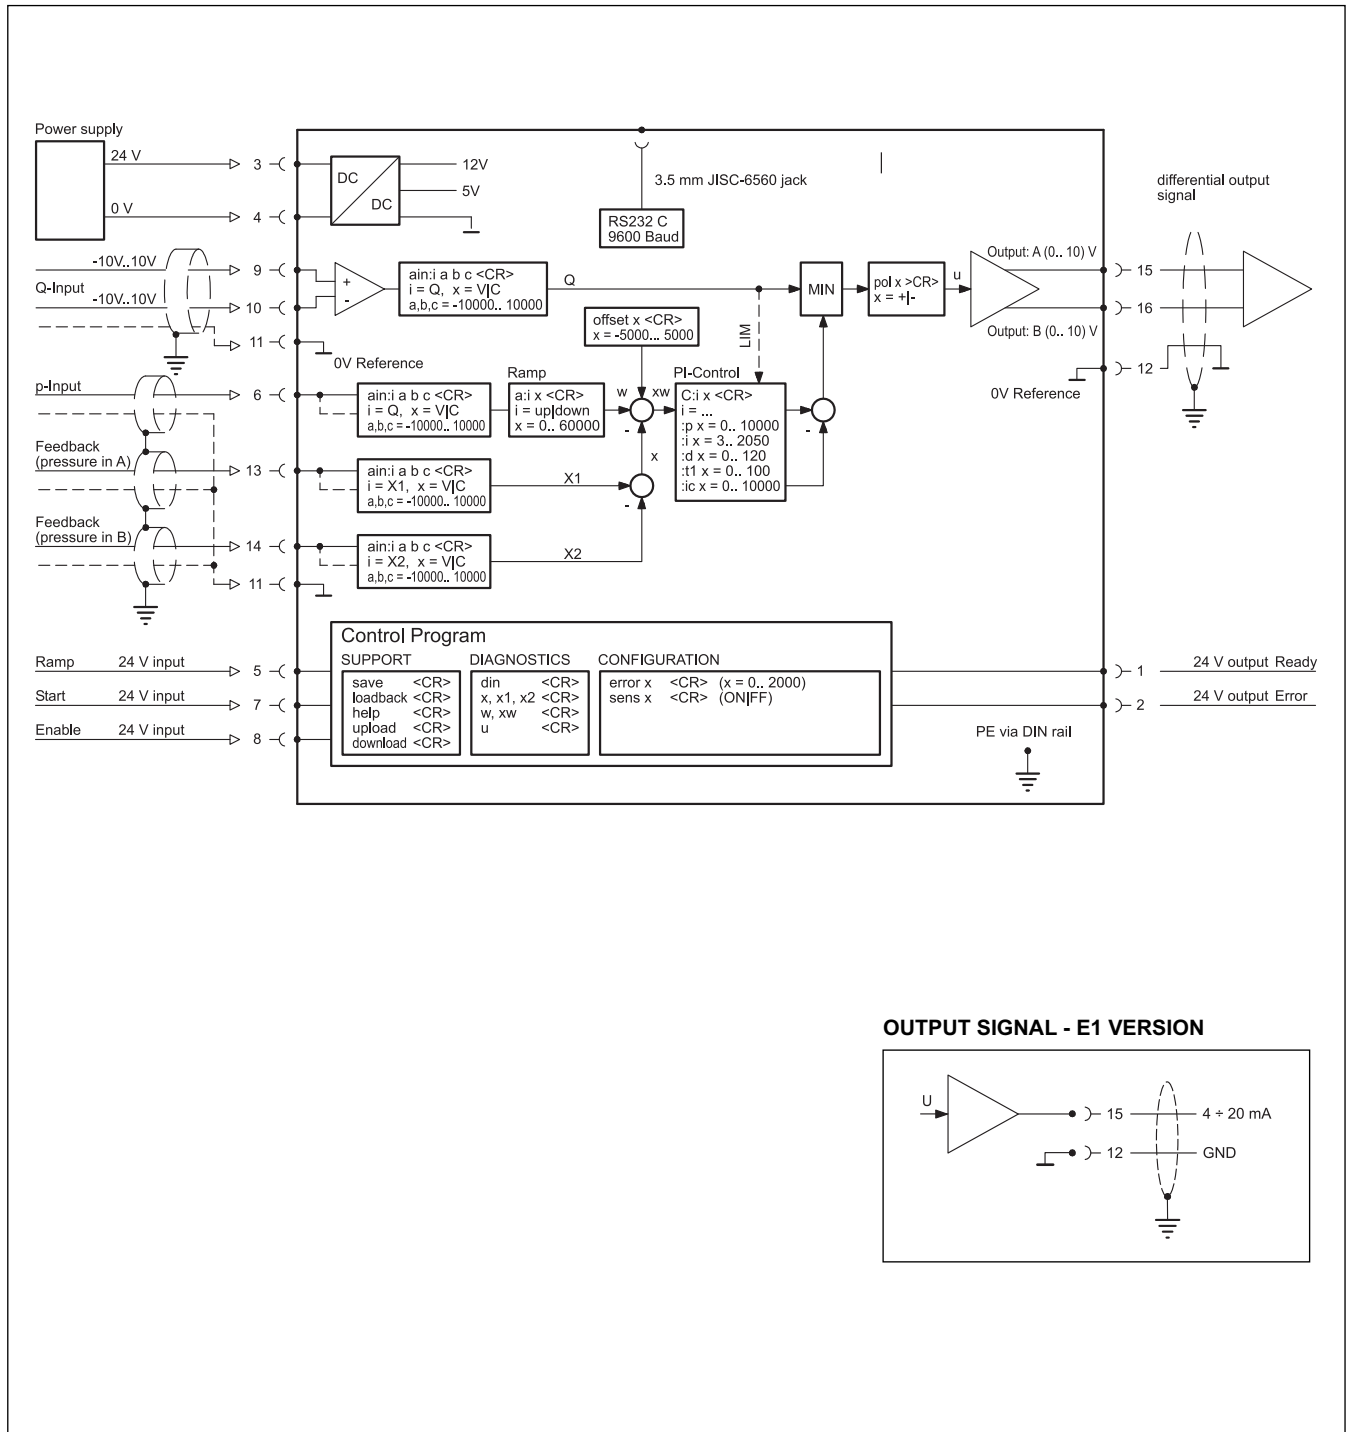 Power supply
24 V
3
0 V
4
DC
DC
12V
5V
3.5 mm JISC-6560 jack
RS232 C
9600 Baud
differential output
signal
-10V..10V
9
Q-Input
-10V..10V
10
11
+
-
ain:i a b c <CR>
i = Q, x = V|C
a,b,c = -10000.. 10000
Q
0V Reference
offset x <CR>
x = -5000... 5000
LIM
MIN
pol x >CR>
x = +|-
u
Output: A (0.. 10) V
15
16
Output: B (0.. 10) V
12
0V Reference
p-Input
6
ain:i a b c <CR>
i = Q, x = V|C
a,b,c = -10000.. 10000
Ramp
a:i x <CR>
i = up|down
x = 0.. 60000
w
xw
-
x
-
PI-Control
C:i x <CR>
i = ...
:p x = 0.. 10000
:i x = 3.. 2050
:d x = 0.. 120
:t1 x = 0.. 100
:ic x = 0.. 10000
-
Feedback
(pressure in A)
13
ain:i a b c <CR>
i = X1, x = V|C
a,b,c = -10000.. 10000
X1
Feedback
(pressure in B)
14
ain:i a b c <CR>
i = X2, x = V|C
a,b,c = -10000.. 10000
X2
11
Control Program
SUPPORT
save <CR>
loadback <CR>
help <CR>
upload <CR>
download <CR>
DIAGNOSTICS
din <CR>
x, x1, x2 <CR>
w, xw <CR>
u <CR>
CONFIGURATION
error x <CR> (x = 0.. 2000)
sens x <CR> (ON|FF)
Ramp 24 V input 5
Start 24 V input 7
Enable 24 V input 8
1 24 V output Ready
2 24 V output Error
PE via DIN rail
OUTPUT SIGNAL - E1 VERSION
U
15 4 ÷ 20 mA
12 GND